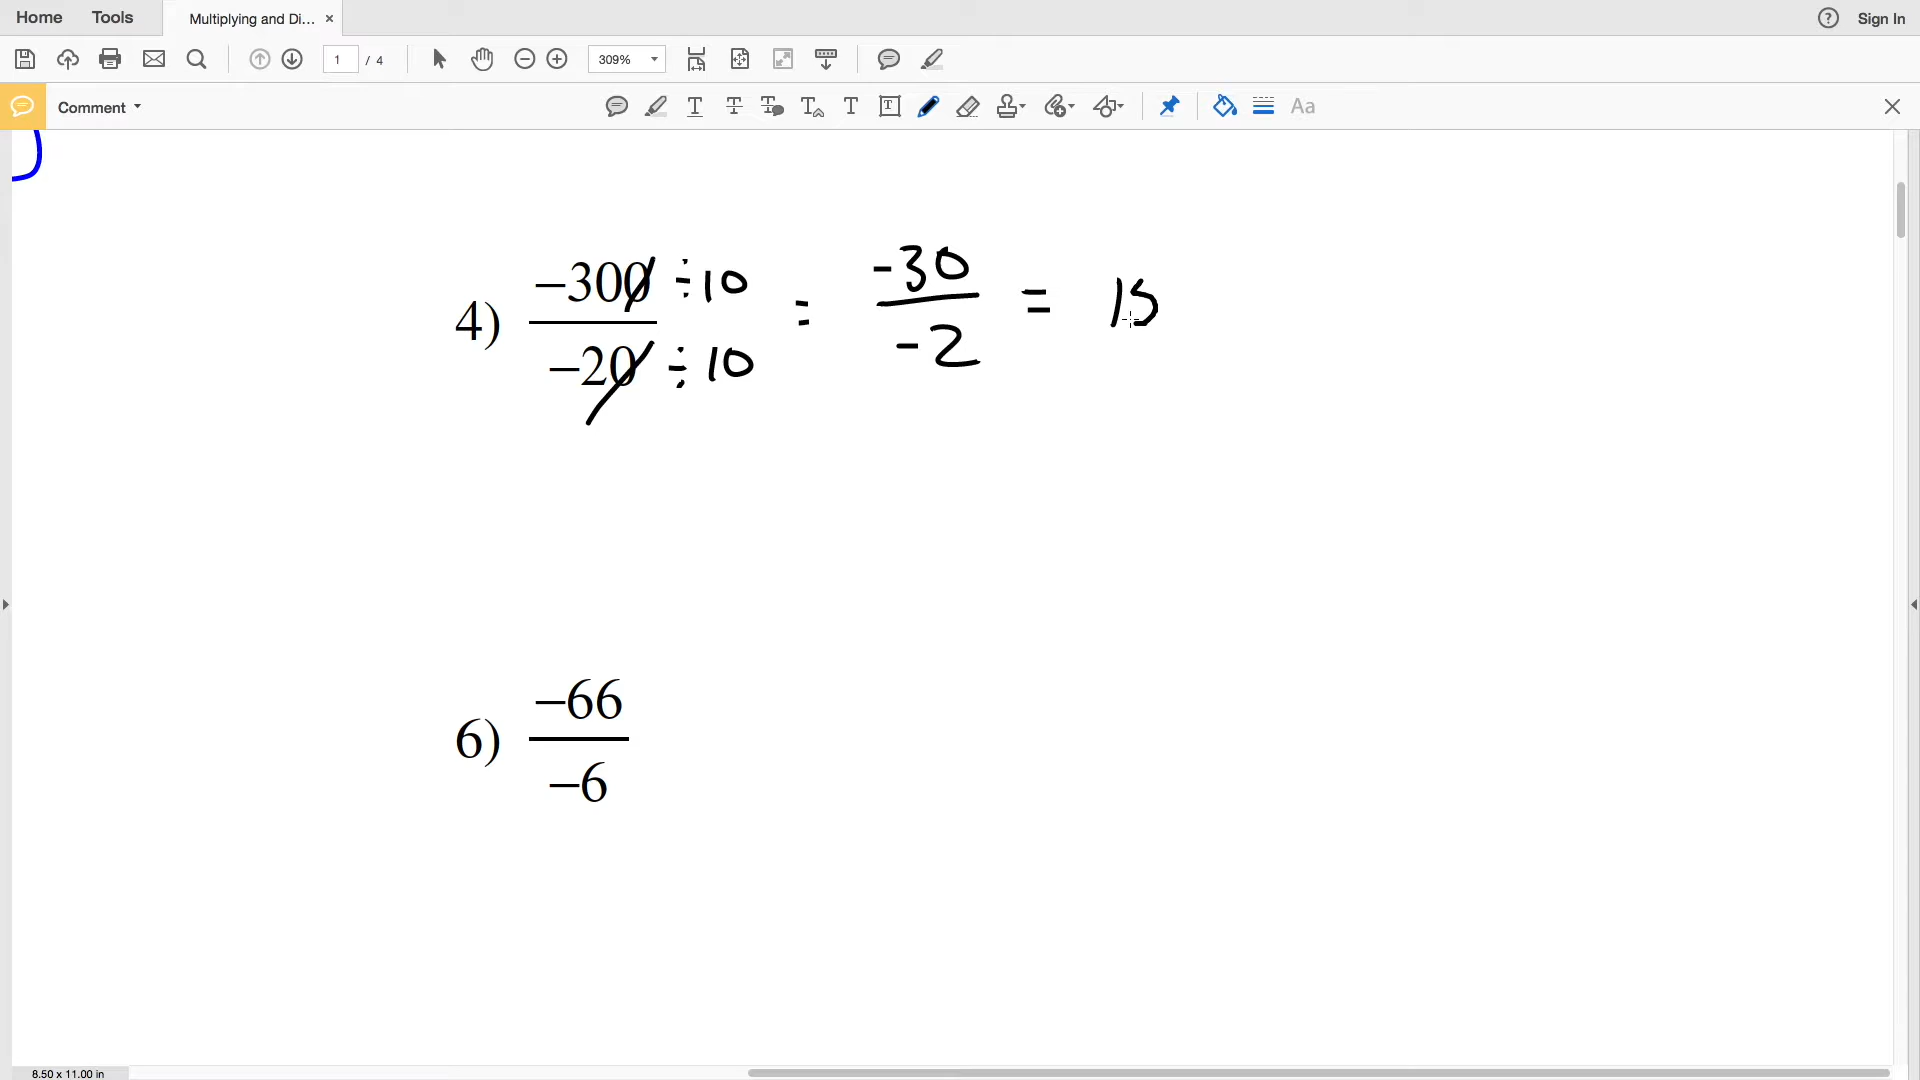 Home Tools Multiplying and Di... × ? Sign In
1 / 4 309%
Comment Aa
4) −300 ÷10 = -30 = 15
−20 ÷ 10 -2
6) −66
−6
8.50 x 11.00 in